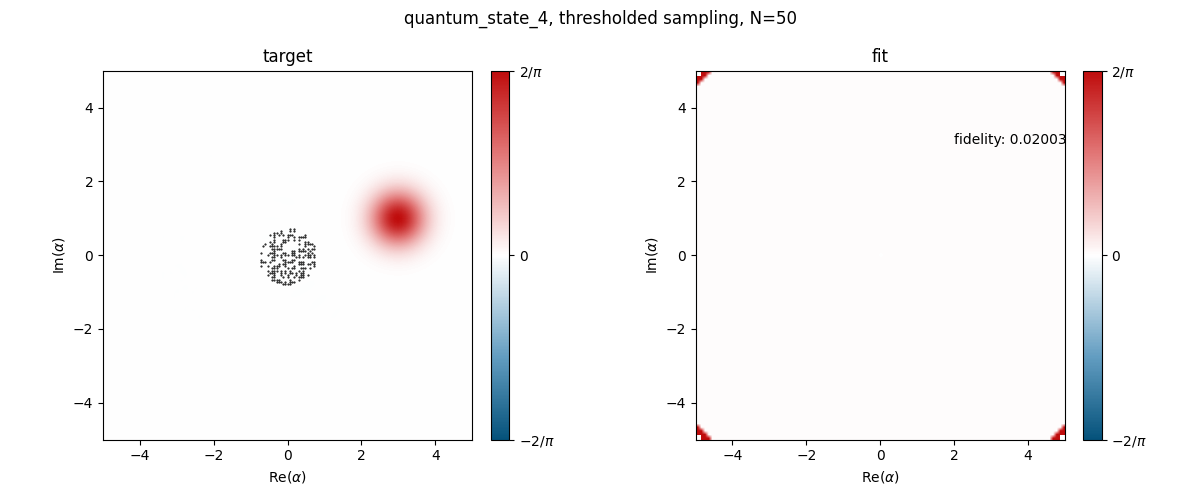 quantum_state_4, thresholded sampling, N=50
target
4
2
0
−2
−4
Im(α)
−4
−2
0
2
4
Re(α)
2/π
0
−2/π
fit
fidelity: 0.02003
4
2
0
−2
−4
Im(α)
−4
−2
0
2
4
Re(α)
2/π
0
−2/π